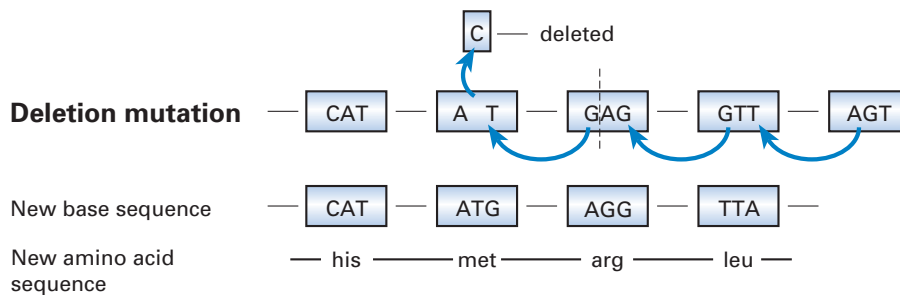 C deleted
Deletion mutation CAT A T GAG GTT AGT
New base sequence CAT ATG AGG TTA
New amino acid sequence his met arg leu